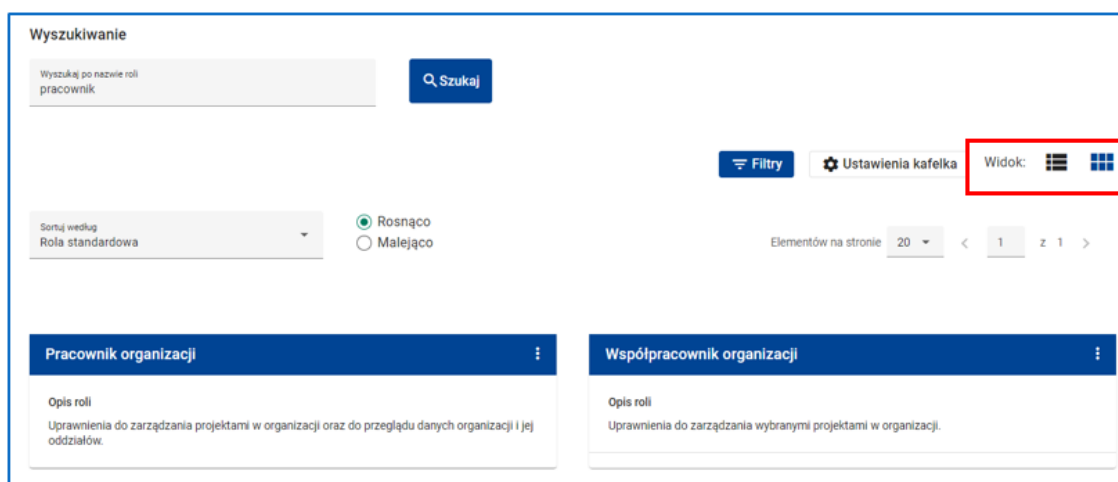 Wyszukiwanie
Wyszukaj po nazwie roli
pracownik
Szukaj
Filtry
Ustawienia kafelka
Widok:
Sortuj według
Rola standardowa
Rosnąco
Malejąco
Elementów na stronie 20 < 1 z 1 >
Pracownik organizacji
Opis roli
Uprawnienia do zarządzania projektami w organizacji oraz do przeglądu danych organizacji i jej
oddziałów.
Współpracownik organizacji
Opis roli
Uprawnienia do zarządzania wybranymi projektami w organizacji.